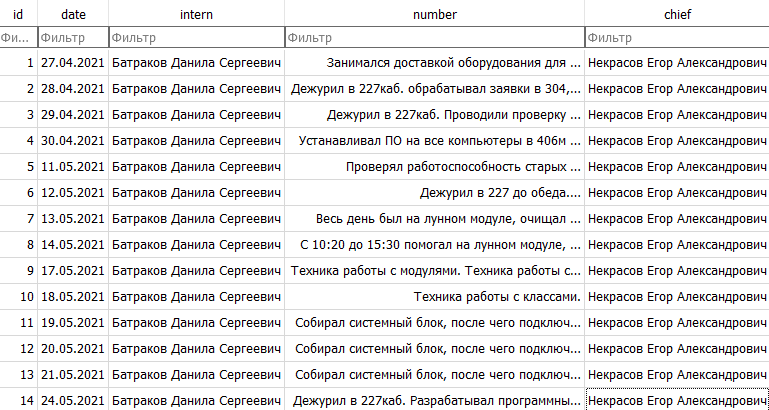 id date intern number chief
Фи... Фильтр Фильтр Фильтр Фильтр
1 27.04.2021 Батраков Данила Сергеевич Занимался доставкой оборудования для ... Некрасов Егор Александрович
2 28.04.2021 Батраков Данила Сергеевич Дежурил в 227каб. обрабатывал заявки в 304,... Некрасов Егор Александрович
3 29.04.2021 Батраков Данила Сергеевич Дежурил в 227каб. Проводили проверку ... Некрасов Егор Александрович
4 30.04.2021 Батраков Данила Сергеевич Устанавливал ПО на все компьютеры в 406м ... Некрасов Егор Александрович
5 11.05.2021 Батраков Данила Сергеевич Проверял работоспособность старых ... Некрасов Егор Александрович
6 12.05.2021 Батраков Данила Сергеевич Дежурил в 227 до обеда.... Некрасов Егор Александрович
7 13.05.2021 Батраков Данила Сергеевич Весь день был на лунном модуле, очищал ... Некрасов Егор Александрович
8 14.05.2021 Батраков Данила Сергеевич С 10:20 до 15:30 помогал на лунном модуле, ... Некрасов Егор Александрович
9 17.05.2021 Батраков Данила Сергеевич Техника работы с модулями. Техника работы с... Некрасов Егор Александрович
10 18.05.2021 Батраков Данила Сергеевич Техника работы с классами. Некрасов Егор Александрович
11 19.05.2021 Батраков Данила Сергеевич Собирал системный блок, после чего подключ... Некрасов Егор Александрович
12 20.05.2021 Батраков Данила Сергеевич Собирал системный блок, после чего подключ... Некрасов Егор Александрович
13 21.05.2021 Батраков Данила Сергеевич Собирал системный блок, после чего подключ... Некрасов Егор Александрович
14 24.05.2021 Батраков Данила Сергеевич Дежурил в 227каб. Разрабатывал программны... Некрасов Егор Александрович